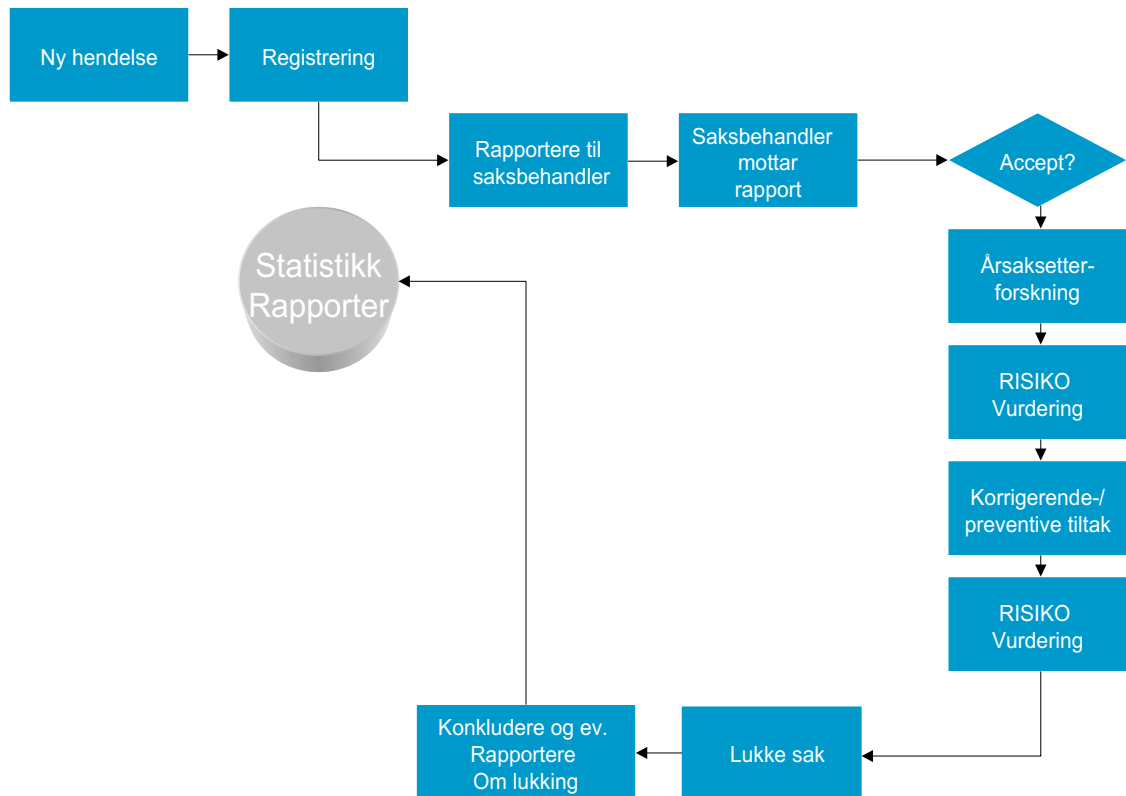 Ny hendelse
Registrering
Rapportere til
saksbehandler
Saksbehandler
mottar
rapport
Accept?
Årsaksetter-
forskning
RISIKO
Vurdering
Korrigerende-/
preventive tiltak
RISIKO
Vurdering
Lukke sak
Konkludere og ev.
Rapportere
Om lukking
Statistikk
Rapporter